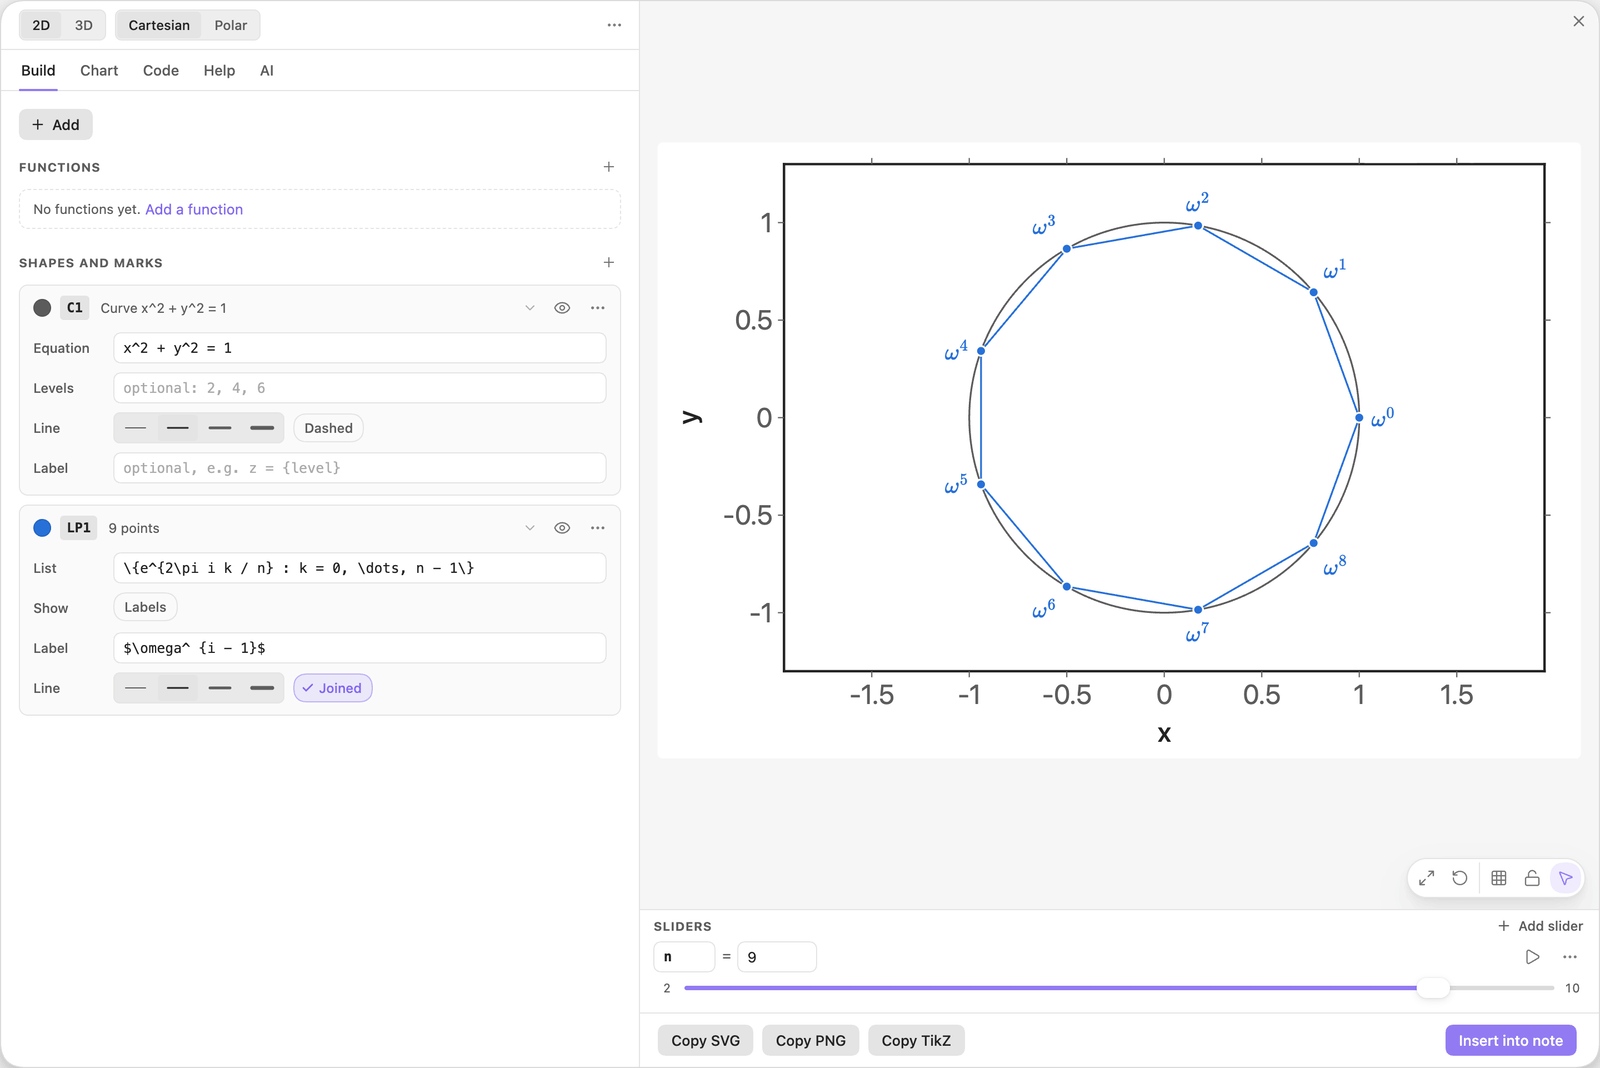 2D 3D Cartesian Polar
Build Chart Code Help AI
+ Add
FUNCTIONS
No functions yet. Add a function
SHAPES AND MARKS
C1 Curve x^2 + y^2 = 1
Equation x^2 + y^2 = 1
Levels optional: 2, 4, 6
Line Dashed
Label optional, e.g. z = {level}
LP1 9 points
List \{e^{2\pi i k / n} : k = 0, \dots, n - 1\}
Show Labels
Label $\omega^ {i - 1}$
Line Joined
ω²
ω³
ω¹
ω⁴
ω⁰
ω⁵
ω⁸
ω⁶
ω⁷
1
0.5
0
-0.5
-1
y
-1.5 -1 -0.5 0 0.5 1 1.5
x
SLIDERS + Add slider
n = 9
2 10
Copy SVG Copy PNG Copy TikZ Insert into note